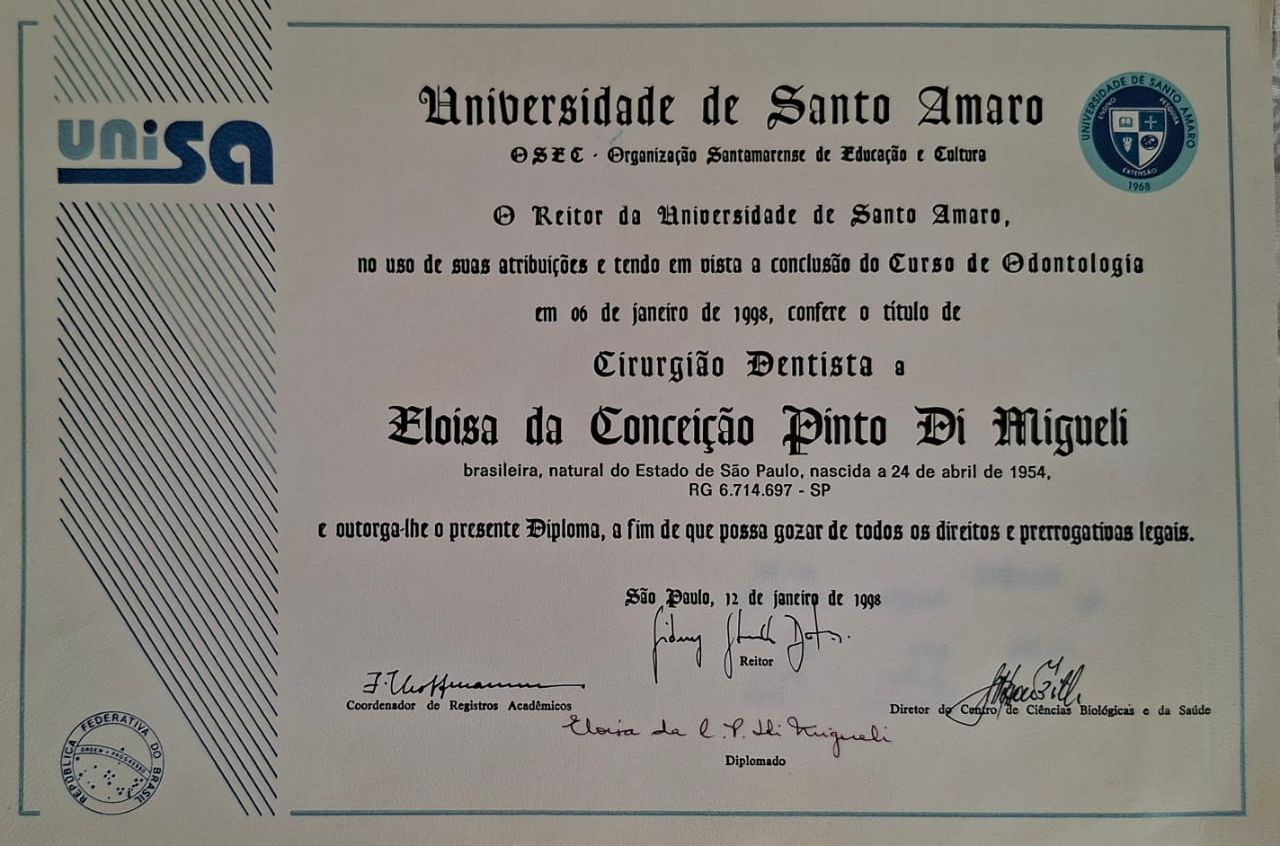 unisa
Universidade de Santo Amaro
OSEC - Organização Santamarense de Educação e Cultura
UNIVERSIDADE DE SANTO AMARO
ENSINO
PESQUISA
EXTENSÃO
1968
O Reitor da Universidade de Santo Amaro,
no uso de suas atribuições e tendo em vista a conclusão do Curso de Odontologia
em 06 de janeiro de 1998, confere o título de
Cirurgião Dentista a
Eloisa da Conceição Pinto Di Migueli
brasileira, natural do Estado de São Paulo, nascida a 24 de abril de 1954,
RG 6.714.697 - SP
e outorga-lhe o presente Diploma, a fim de que possa gozar de todos os direitos e prerrogativas legais.
São Paulo, 12 de janeiro de 1998
Reitor
Coordenador de Registros Acadêmicos
Diretor do Centro de Ciências Biológicas e da Saúde
Eloisa da C. P. Di Migueli
Diplomado
REPÚBLICA FEDERATIVA DO BRASIL
ORDEM E PROGRESSO